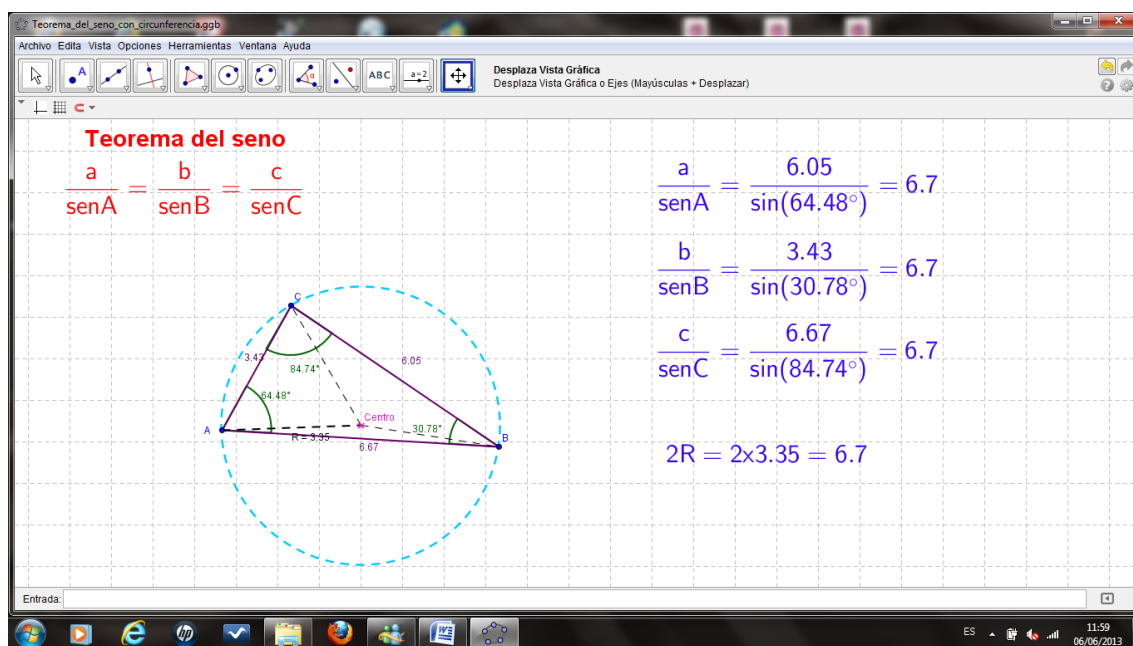 Teorema_del_seno_con_circunferencia.ggb
Archivo Edita Vista Opciones Herramientas Ventana Ayuda
A
α
ABC
a=2
Desplaza Vista Gráfica
Desplaza Vista Gráfica o Ejes (Mayúsculas + Desplazar)
Teorema del seno
a/senA = b/senB = c/senC
a/senA = 6.05/sin(64.48°) = 6.7
b/senB = 3.43/sin(30.78°) = 6.7
c/senC = 6.67/sin(84.74°) = 6.7
2R = 2x3.35 = 6.7
C
3.43
84.74°
6.05
64.48°
Centro
A
R = 3.35
30.78°
B
6.67
Entrada:
hp
W
ES
11:59
06/06/2013